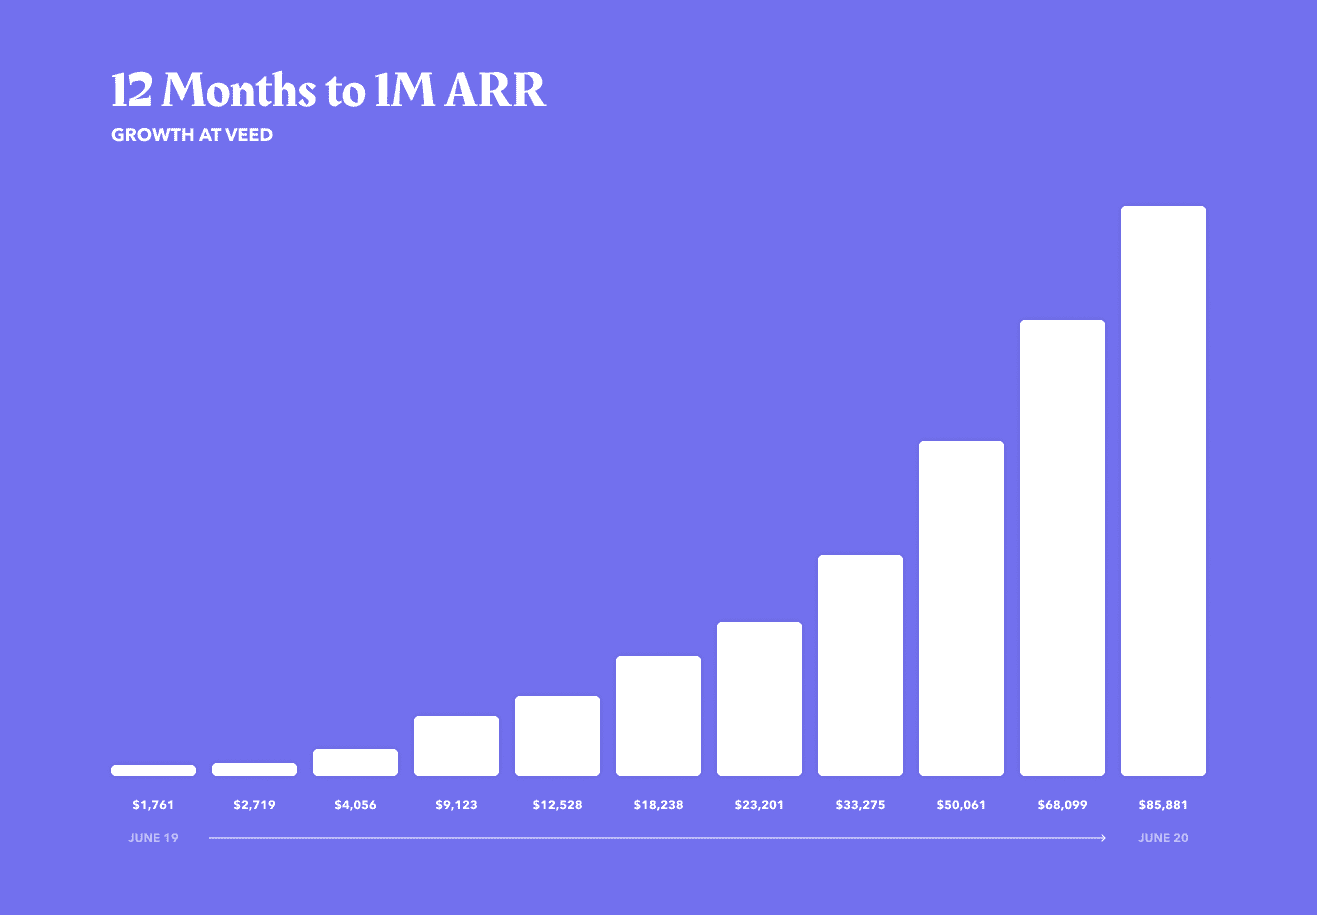 12 Months to 1M ARR
GROWTH AT VEED
$1,761 $2,719 $4,056 $9,123 $12,528 $18,238 $23,201 $33,275 $50,061 $68,099 $85,881
JUNE 19 JUNE 20